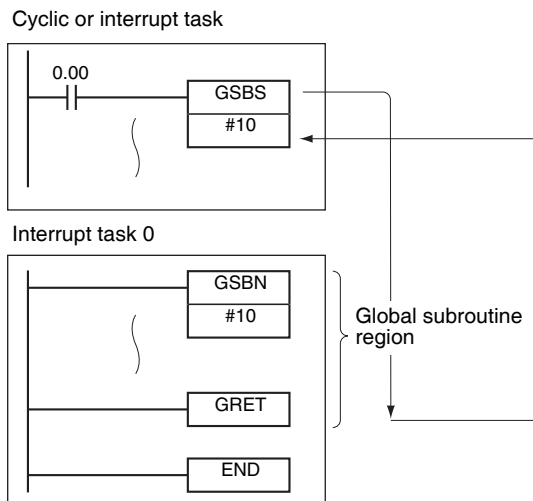 Cyclic or interrupt task
0.00
GSBS
#10
Interrupt task 0
GSBN
#10
Global subroutine
region
GRET
END